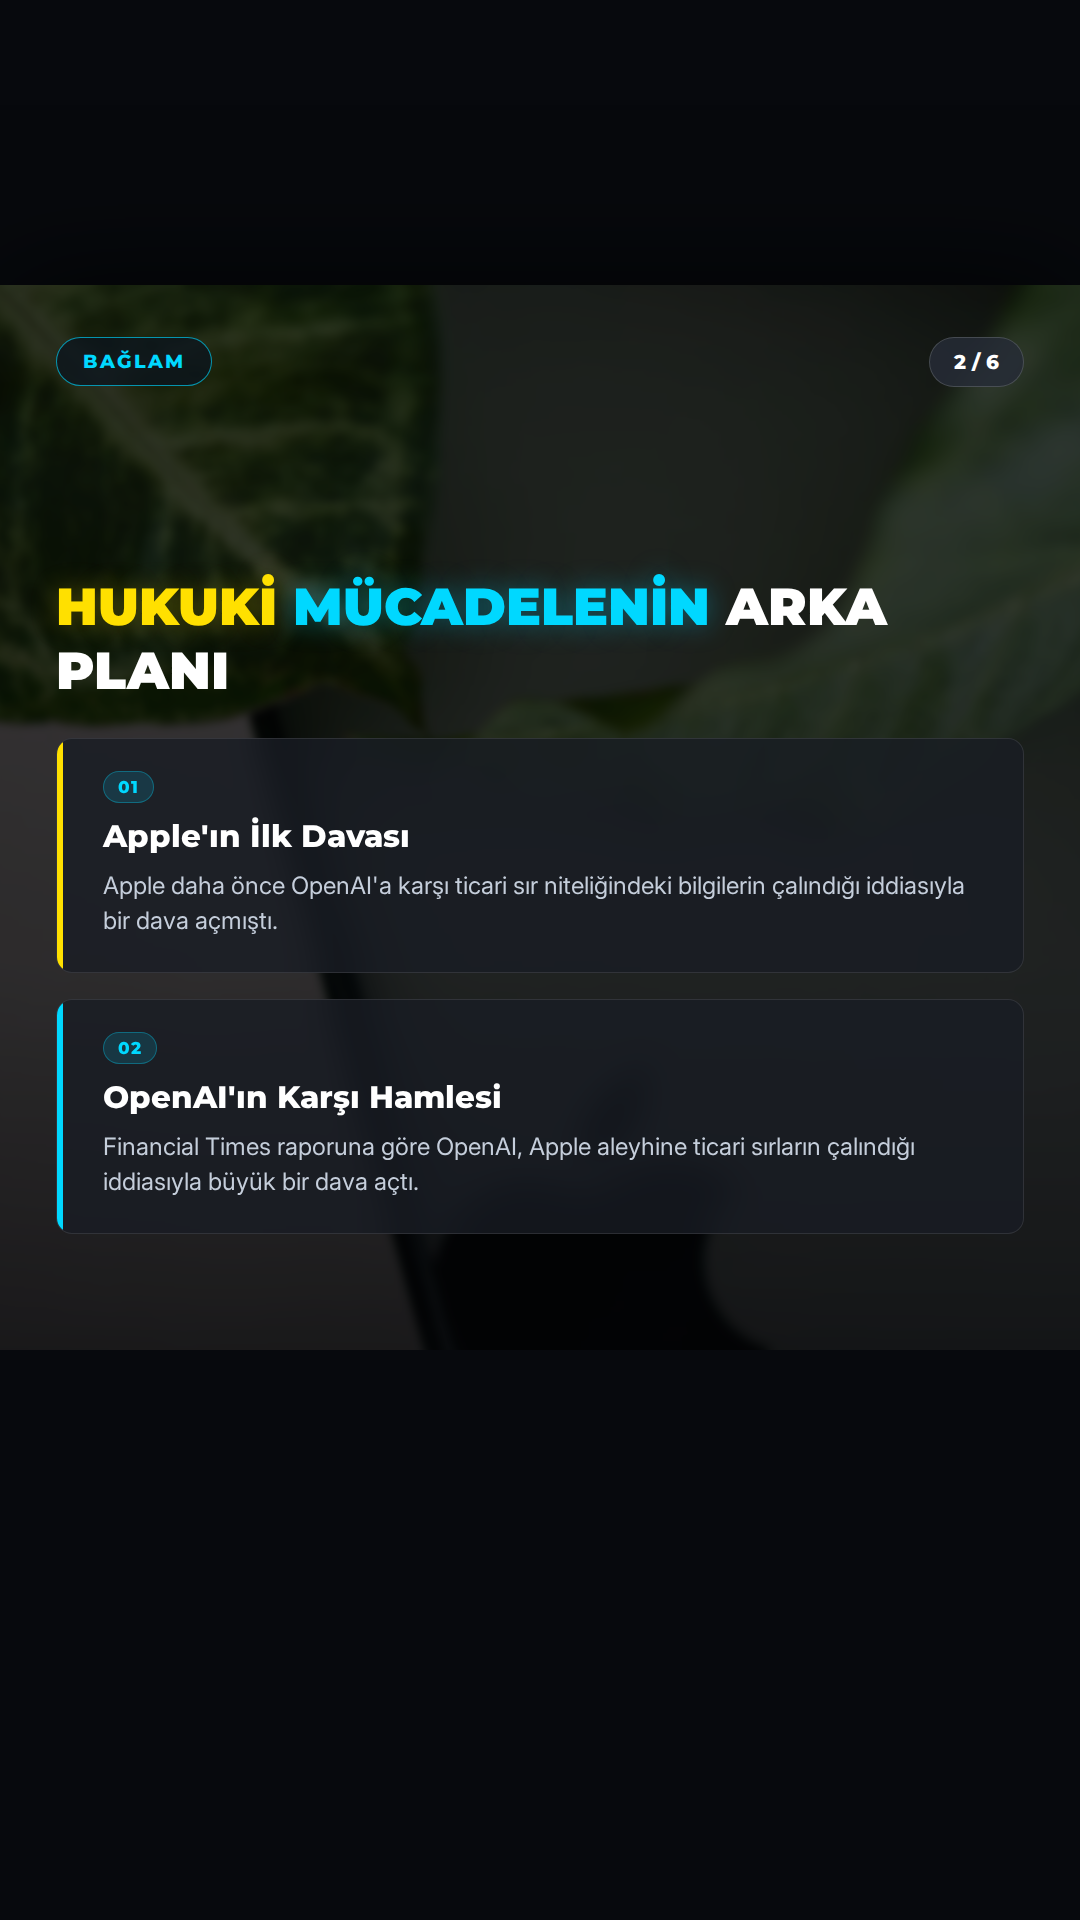 BAĞLAM
2 / 6
HUKUKİ MÜCADELENİN ARKA
PLANI
01
Apple'ın İlk Davası
Apple daha önce OpenAI'a karşı ticari sır niteliğindeki bilgilerin çalındığı iddiasıyla
bir dava açmıştı.
02
OpenAI'ın Karşı Hamlesi
Financial Times raporuna göre OpenAI, Apple aleyhine ticari sırların çalındığı
iddiasıyla büyük bir dava açtı.